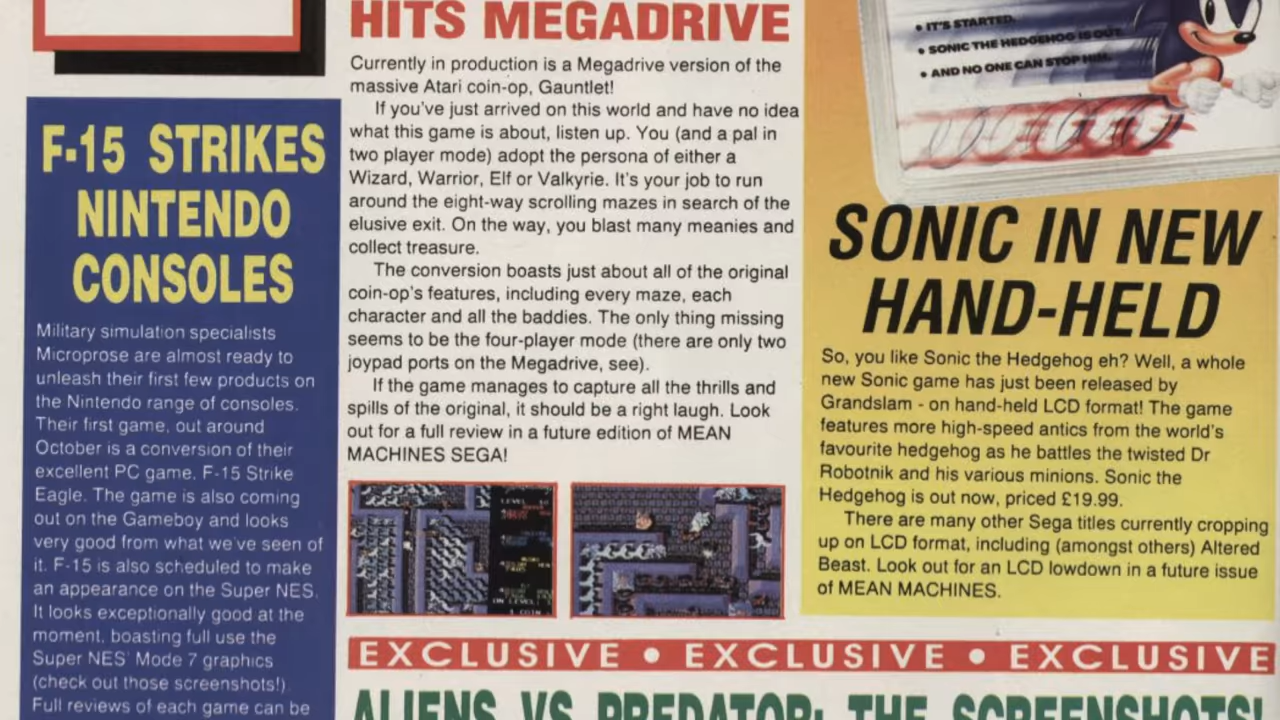 F-15 STRIKES
NINTENDO
CONSOLES
Military simulation specialists
Microprose are almost ready to
unleash their first few products on
the Nintendo range of consoles.
Their first game, out around
October is a conversion of their
excellent PC game, F-15 Strike
Eagle. The game is also coming
out on the Gameboy and looks
very good from what we've seen of
it. F-15 is also scheduled to make
an appearance on the Super NES.
It looks exceptionally good at the
moment, boasting full use the
Super NES' Mode 7 graphics
(check out those screenshots!)
Full reviews of each game can be
HITS MEGADRIVE
Currently in production is a Megadrive version of the
massive Atari coin-op, Gauntlet!
If you've just arrived on this world and have no idea
what this game is about, listen up. You (and a pal in
two player mode) adopt the persona of either a
Wizard, Warrior, Elf or Valkyrie. It's your job to run
around the eight-way scrolling mazes in search of the
elusive exit. On the way, you blast many meanies and
collect treasure.
The conversion boasts just about all of the original
coin-op's features, including every maze, each
character and all the baddies. The only thing missing
seems to be the four-player mode (there are only two
joypad ports on the Megadrive, see).
If the game manages to capture all the thrills and
spills of the original, it should be a right laugh. Look
out for a full review in a future edition of MEAN
MACHINES SEGA!
• IT'S STARTED.
• SONIC THE HEDGEHOG IS OUT.
• AND NO ONE CAN STOP HIM.
SONIC IN NEW
HAND-HELD
So, you like Sonic the Hedgehog eh? Well, a whole
new Sonic game has just been released by
Grandslam - on hand-held LCD format! The game
features more high-speed antics from the world's
favourite hedgehog as he battles the twisted Dr
Robotnik and his various minions. Sonic the
Hedgehog is out now, priced £19.99.
There are many other Sega titles currently cropping
up on LCD format, including (amongst others) Altered
Beast. Look out for an LCD lowdown in a future issue
of MEAN MACHINES.
EXCLUSIVE • EXCLUSIVE • EXCLUSIVE
ALIENS VS PREDATOR: THE SCREENSHOTS!